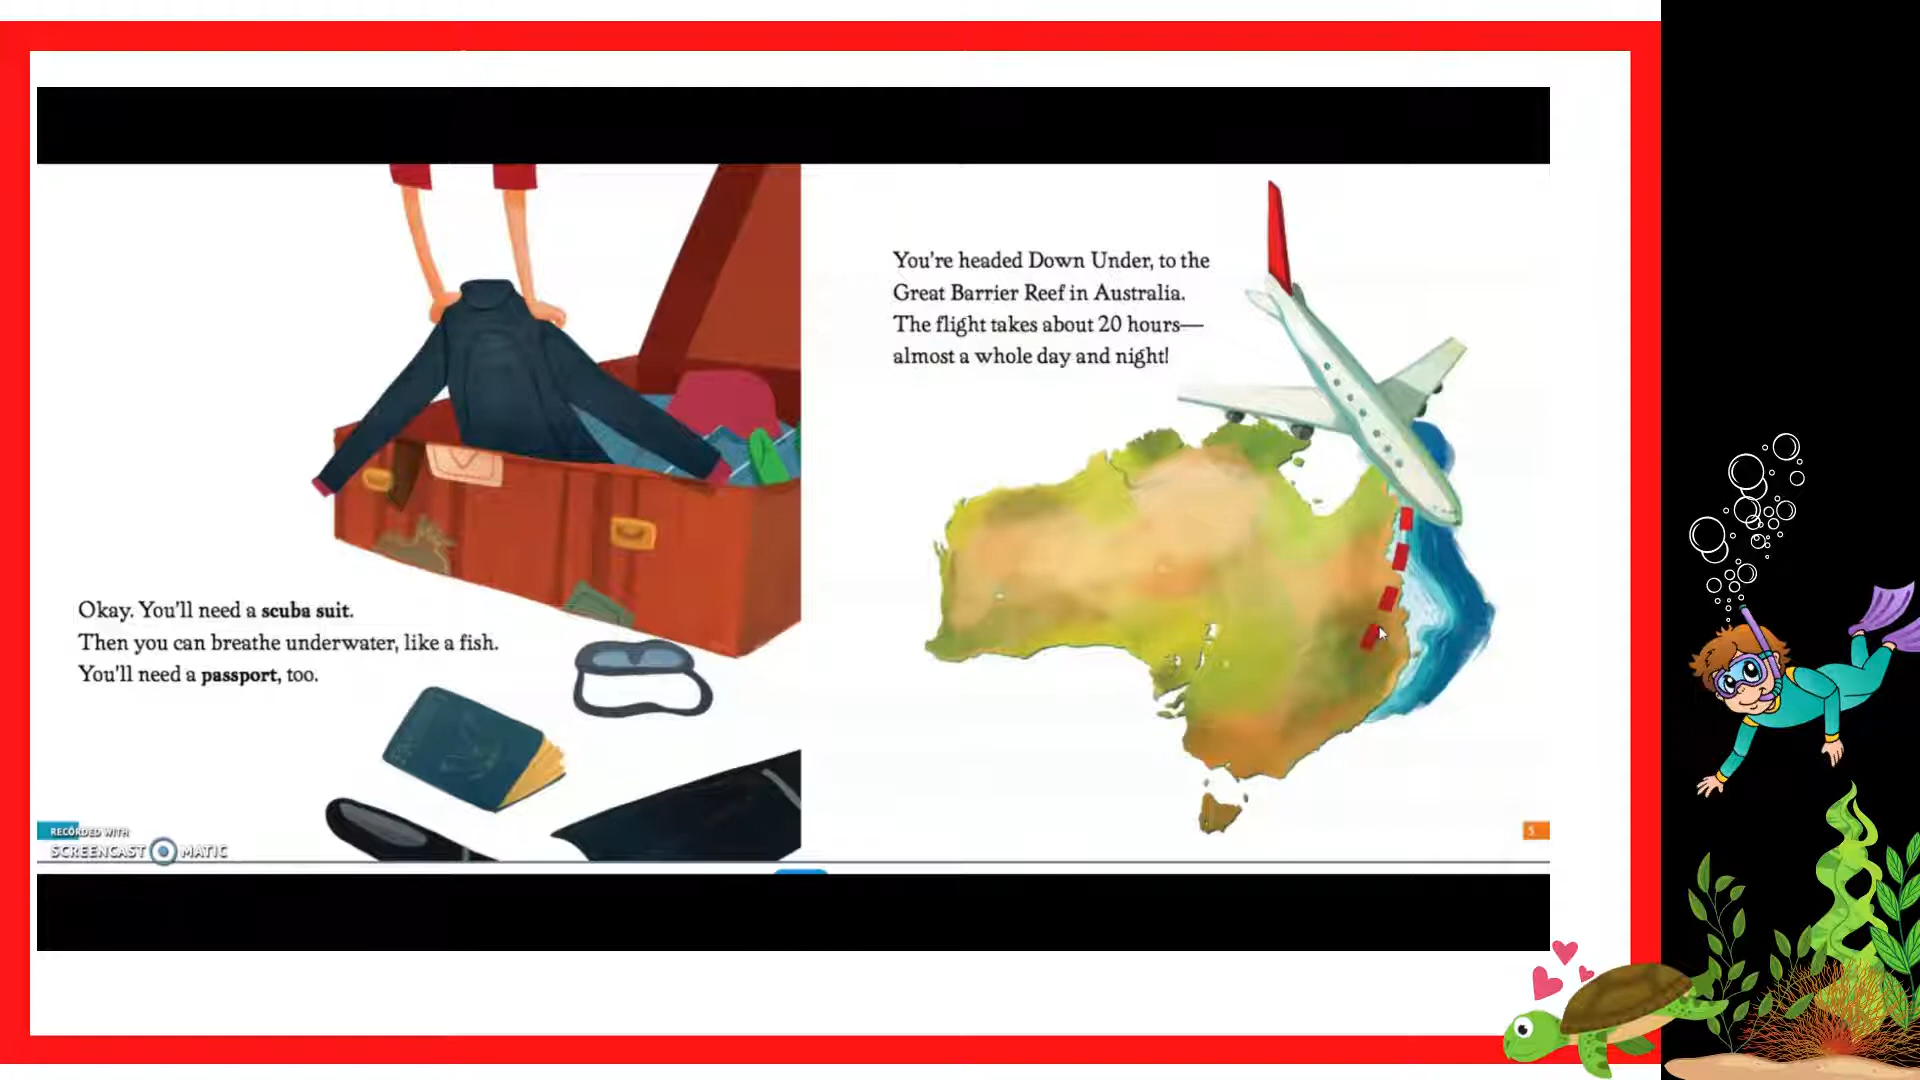 Okay. You'll need a scuba suit.
Then you can breathe underwater, like a fish.
You'll need a passport, too.
RECORDED WITH
SCREENCAST MATIC
You're headed Down Under, to the
Great Barrier Reef in Australia.
The flight takes about 20 hours—
almost a whole day and night!
5